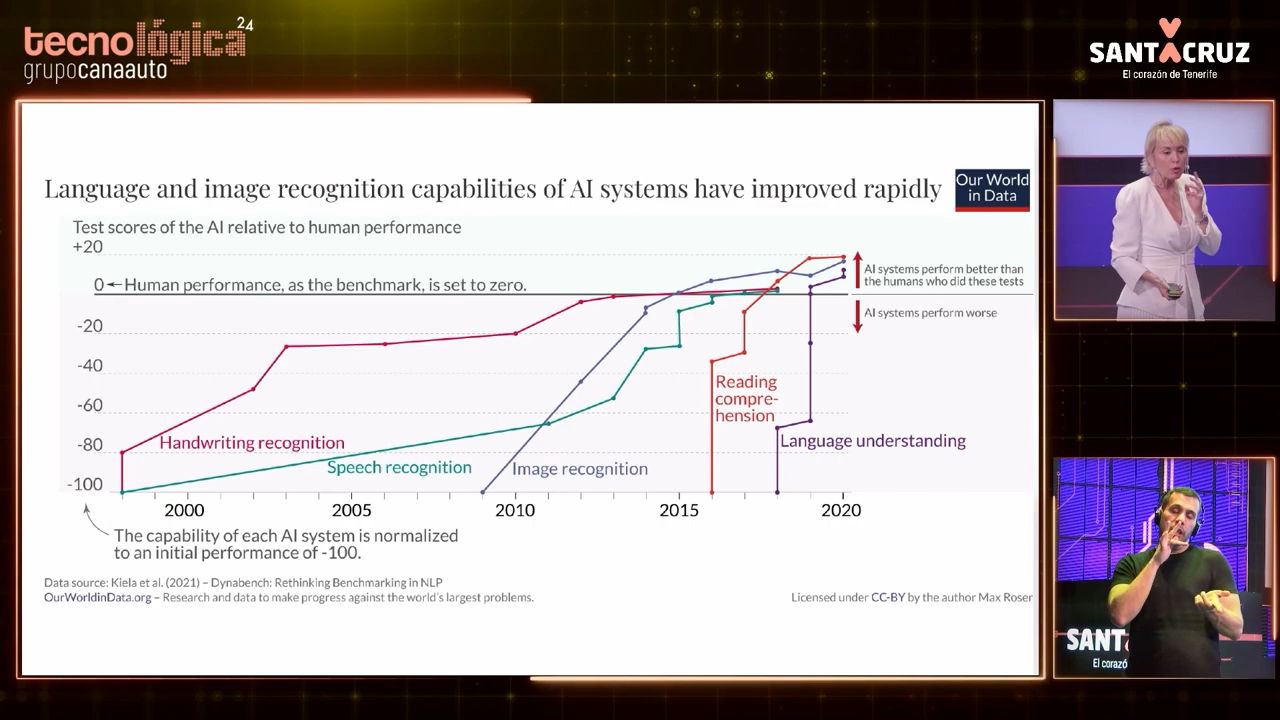 tecnológica24
grupocanaauto
SANTA CRUZ
El corazón de Tenerife
Language and image recognition capabilities of AI systems have improved rapidly
Our World
in Data
Test scores of the AI relative to human performance
+20
0
Human performance, as the benchmark, is set to zero.
-20
-40
-60
-80
-100
AI systems perform better than
the humans who did these tests
AI systems perform worse
Handwriting recognition
Speech recognition
Image recognition
Reading
compre-
hension
Language understanding
2000
2005
2010
2015
2020
The capability of each AI system is normalized
to an initial performance of -100.
Data source: Kiela et al. (2021) – Dynabench: Rethinking Benchmarking in NLP
OurWorldinData.org – Research and data to make progress against the world's largest problems.
Licensed under CC-BY by the author Max Roser
SANT
El corazó